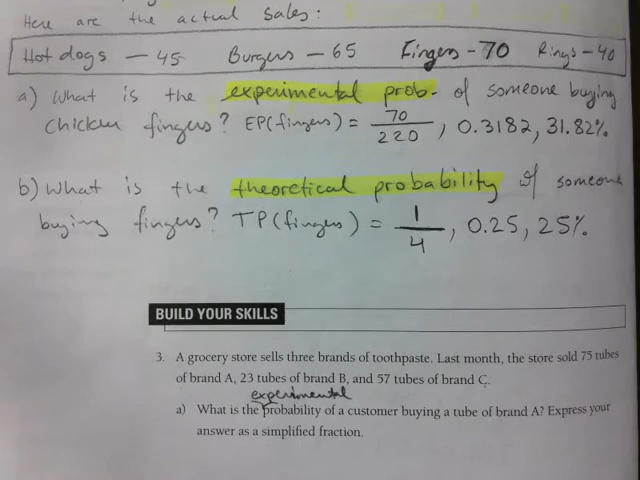 Here are the actual sales:
Hot dogs — 45 Burgers — 65 Fingers - 70 Rings - 40
a) What is the experimental prob. of someone buying
chicken fingers? EP(fingers) = 70/220, 0.3182, 31.82%
b) What is the theoretical probability of someone
buying fingers? TP(fingers) = 1/4, 0.25, 25%
BUILD YOUR SKILLS
3. A grocery store sells three brands of toothpaste. Last month, the store sold 75 tubes
of brand A, 23 tubes of brand B, and 57 tubes of brand C.
experimental
a) What is the probability of a customer buying a tube of brand A? Express your
answer as a simplified fraction.